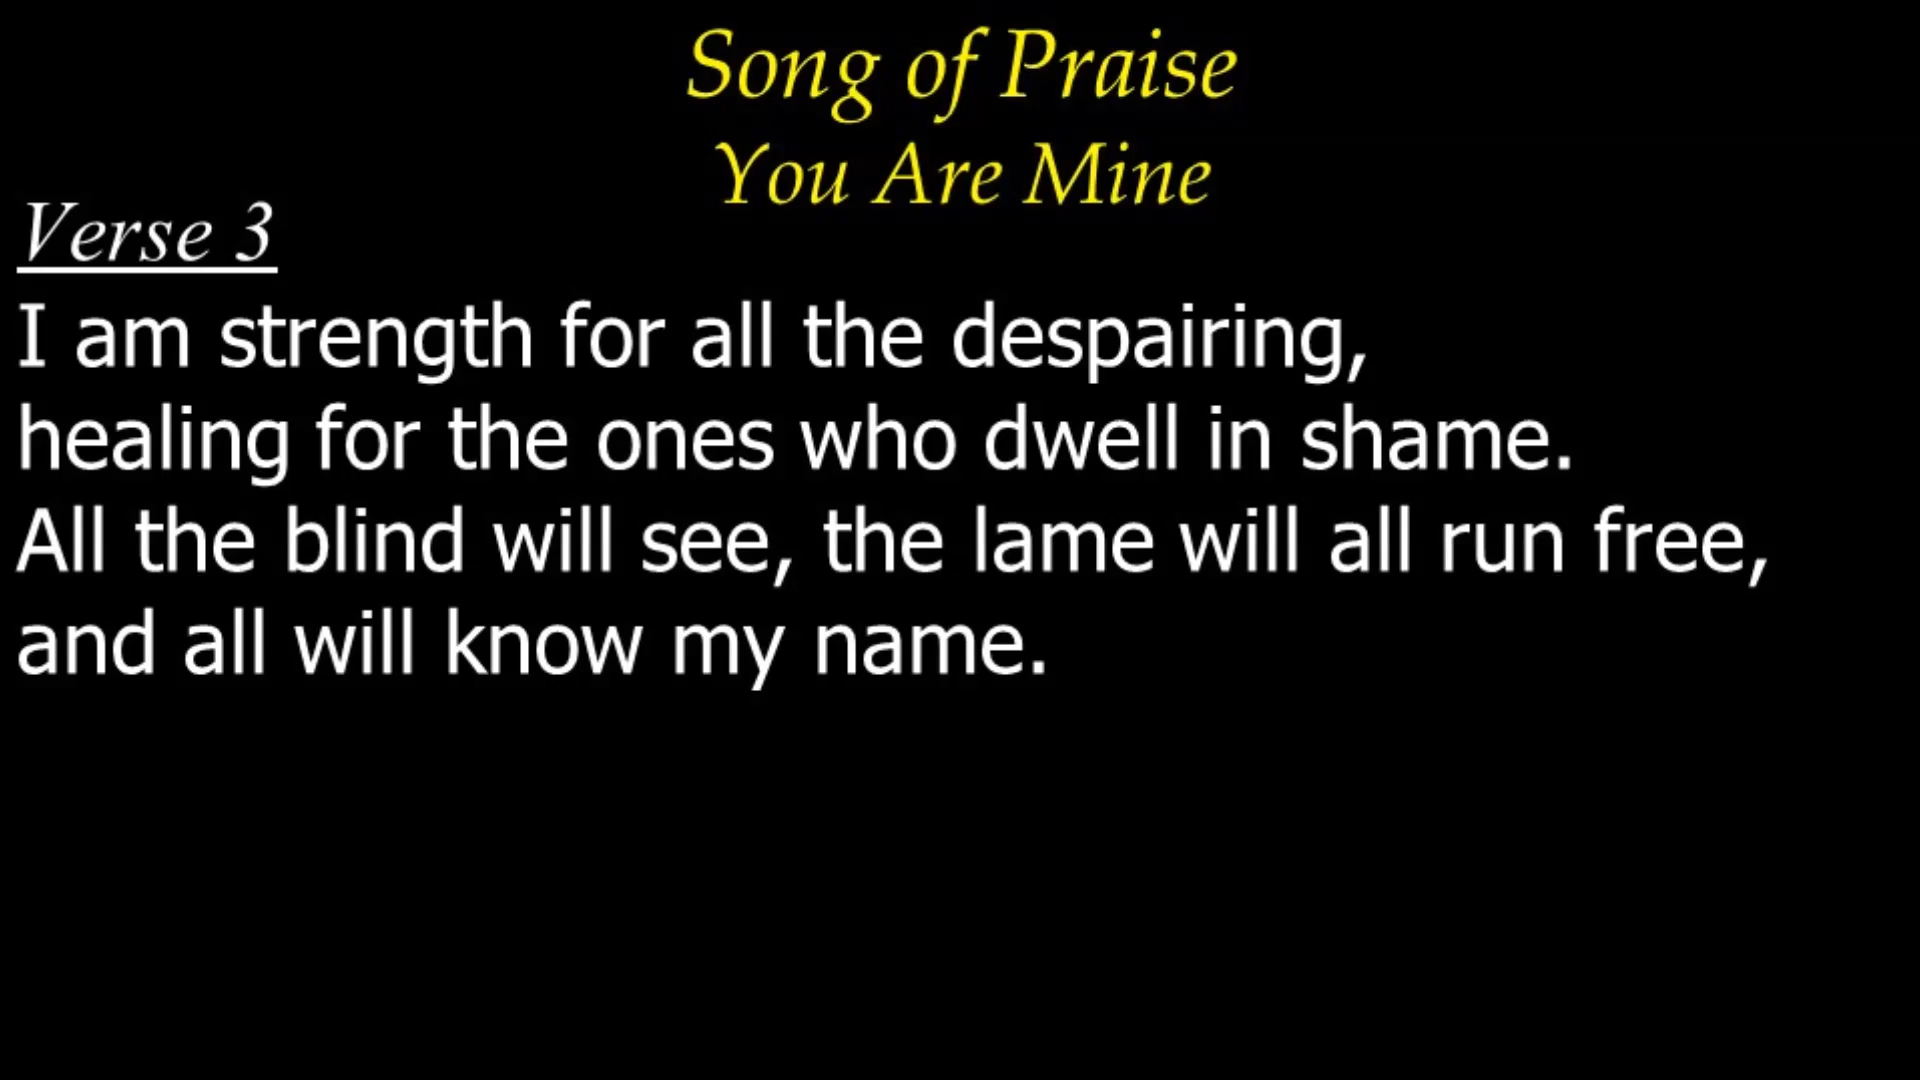 Song of Praise
You Are Mine
Verse 3
I am strength for all the despairing,
healing for the ones who dwell in shame.
All the blind will see, the lame will all run free,
and all will know my name.